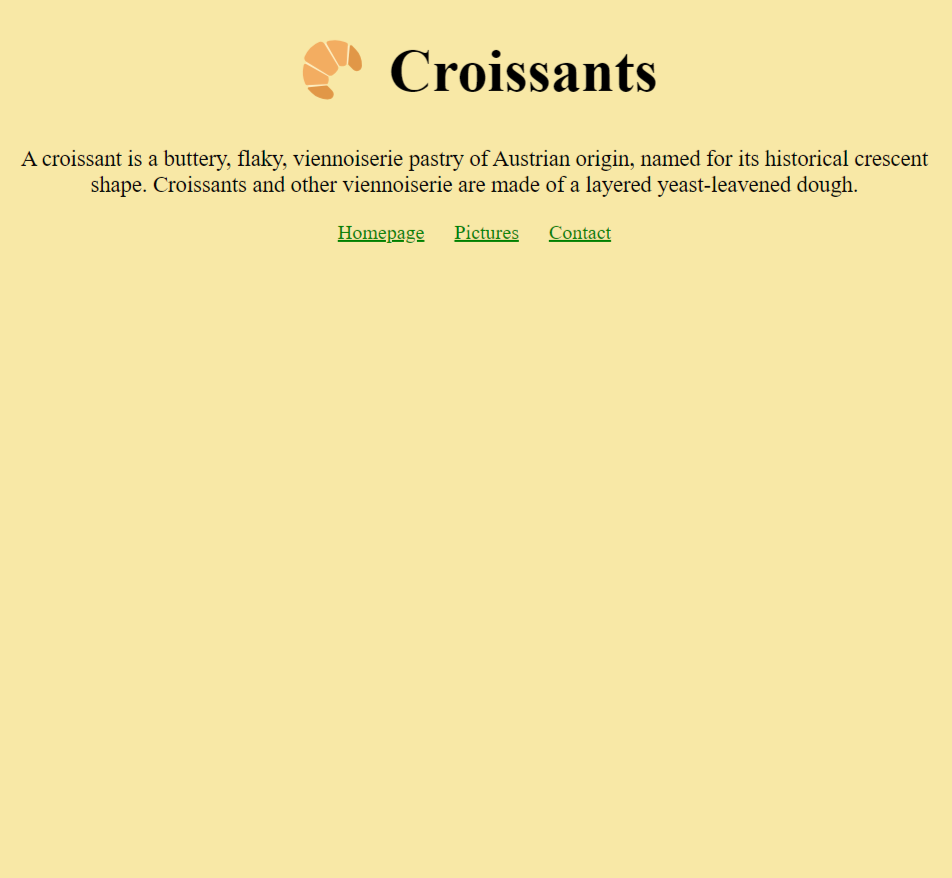 Croissants
A croissant is a buttery, flaky, viennoiserie pastry of Austrian origin, named for its historical crescent
shape. Croissants and other viennoiserie are made of a layered yeast-leavened dough.
Homepage Pictures Contact